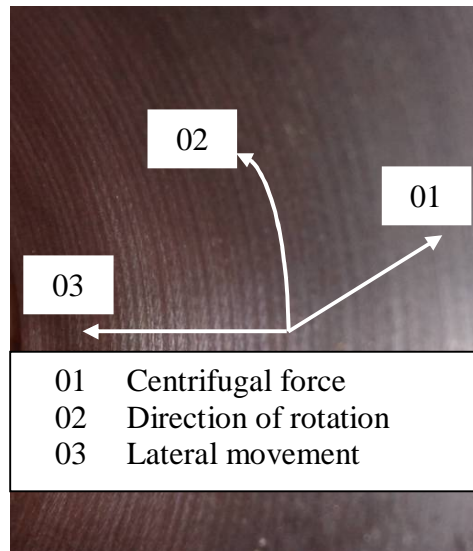 02
01
03
01 Centrifugal force
02 Direction of rotation
03 Lateral movement